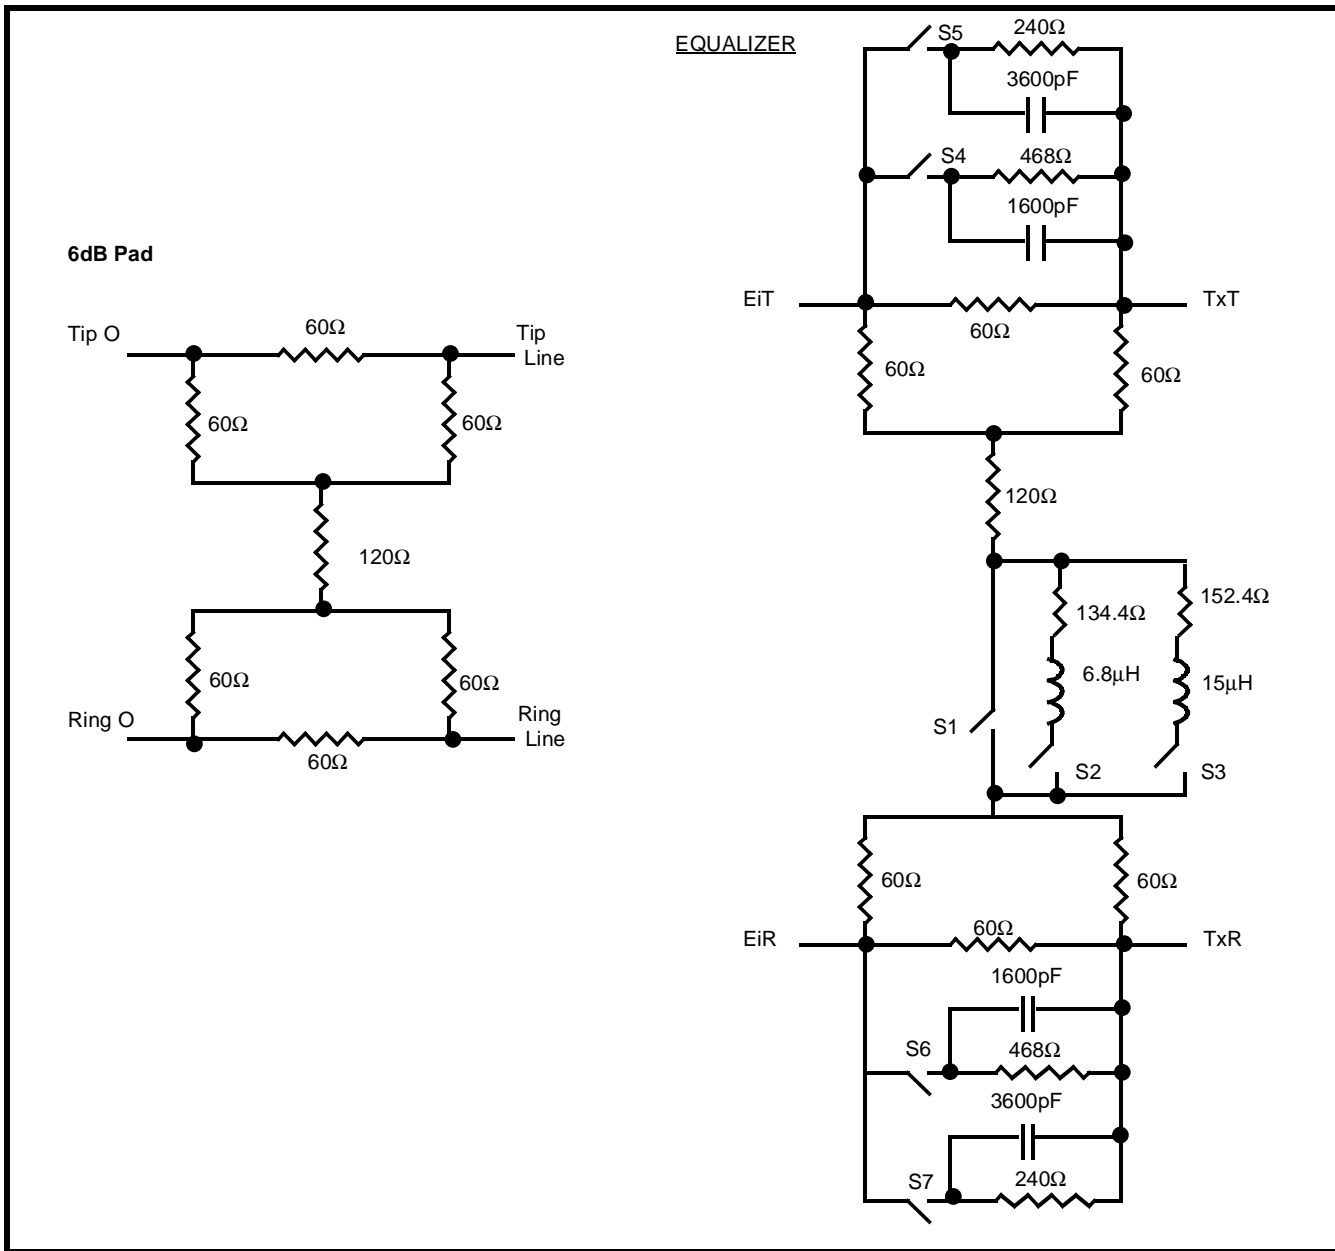 EQUALIZER
S5
240Ω
3600pF
S4
468Ω
1600pF
6dB Pad
EiT
TxT
60Ω
60Ω
60Ω
Tip O
60Ω
Tip
Line
60Ω
60Ω
120Ω
120Ω
60Ω
60Ω
Ring O
60Ω
Ring
Line
134.4Ω
152.4Ω
6.8μH
15μH
S1
S2
S3
60Ω
60Ω
EiR
60Ω
TxR
1600pF
S6
468Ω
3600pF
S7
240Ω